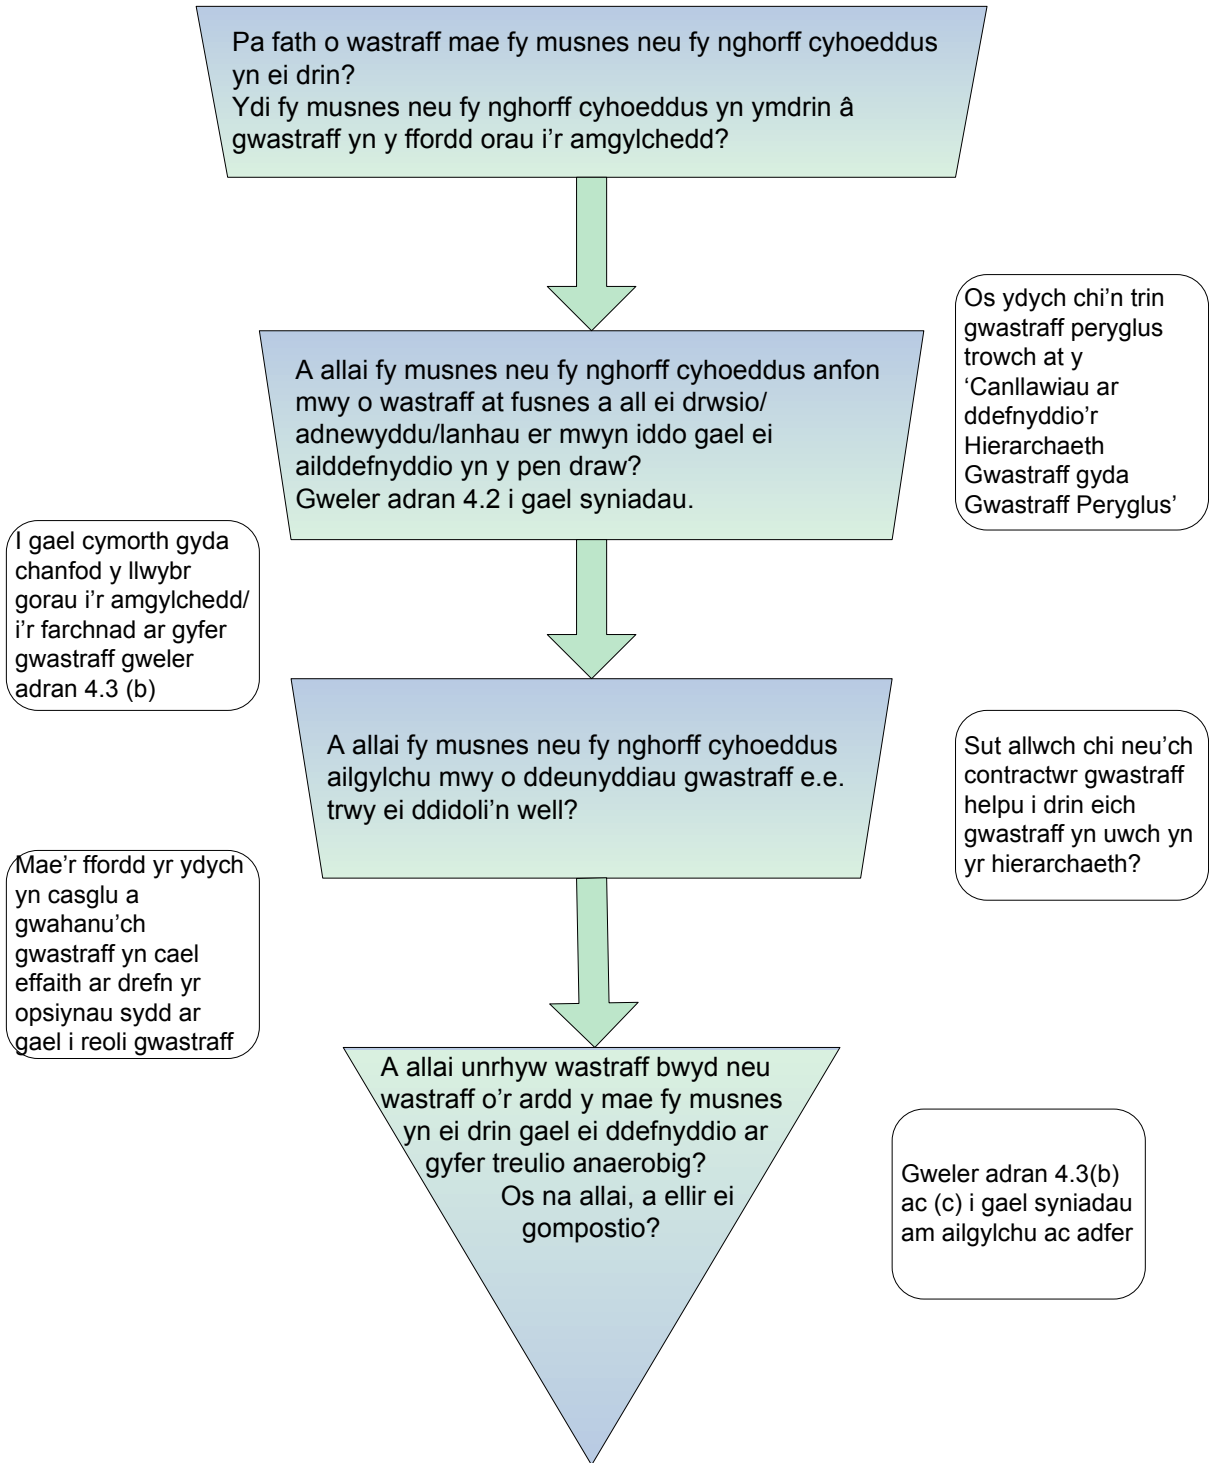 Pa fath o wastraff mae fy musnes neu fy nghorff cyhoeddus
yn ei drin?
Ydi fy musnes neu fy nghorff cyhoeddus yn ymdrin â
gwastraff yn y ffordd orau i’r amgylchedd?
Os ydych chi’n trin
gwastraff peryglus
trowch at y
‘Canllawiau ar
ddefnyddio’r
Hierarchaeth
Gwastraff gyda
Gwastraff Peryglus’
A allai fy musnes neu fy nghorff cyhoeddus anfon
mwy o wastraff at fusnes a all ei drwsio/
adnewyddu/lanhau er mwyn iddo gael ei
ailddefnyddio yn y pen draw?
Gweler adran 4.2 i gael syniadau.
I gael cymorth gyda
chanfod y llwybr
gorau i’r amgylchedd/
i’r farchnad ar gyfer
gwastraff gweler
adran 4.3 (b)
A allai fy musnes neu fy nghorff cyhoeddus
ailgylchu mwy o ddeunyddiau gwastraff e.e.
trwy ei ddidoli’n well?
Sut allwch chi neu’ch
contractwr gwastraff
helpu i drin eich
gwastraff yn uwch yn
yr hierarchaeth?
Mae’r ffordd yr ydych
yn casglu a
gwahanu’ch
gwastraff yn cael
effaith ar drefn yr
opsiynau sydd ar
gael i reoli gwastraff
A allai unrhyw wastraff bwyd neu
wastraff o’r ardd y mae fy musnes
yn ei drin gael ei ddefnyddio ar
gyfer treulio anaerobig?
Os na allai, a ellir ei
gompostio?
Gweler adran 4.3(b)
ac (c) i gael syniadau
am ailgylchu ac adfer